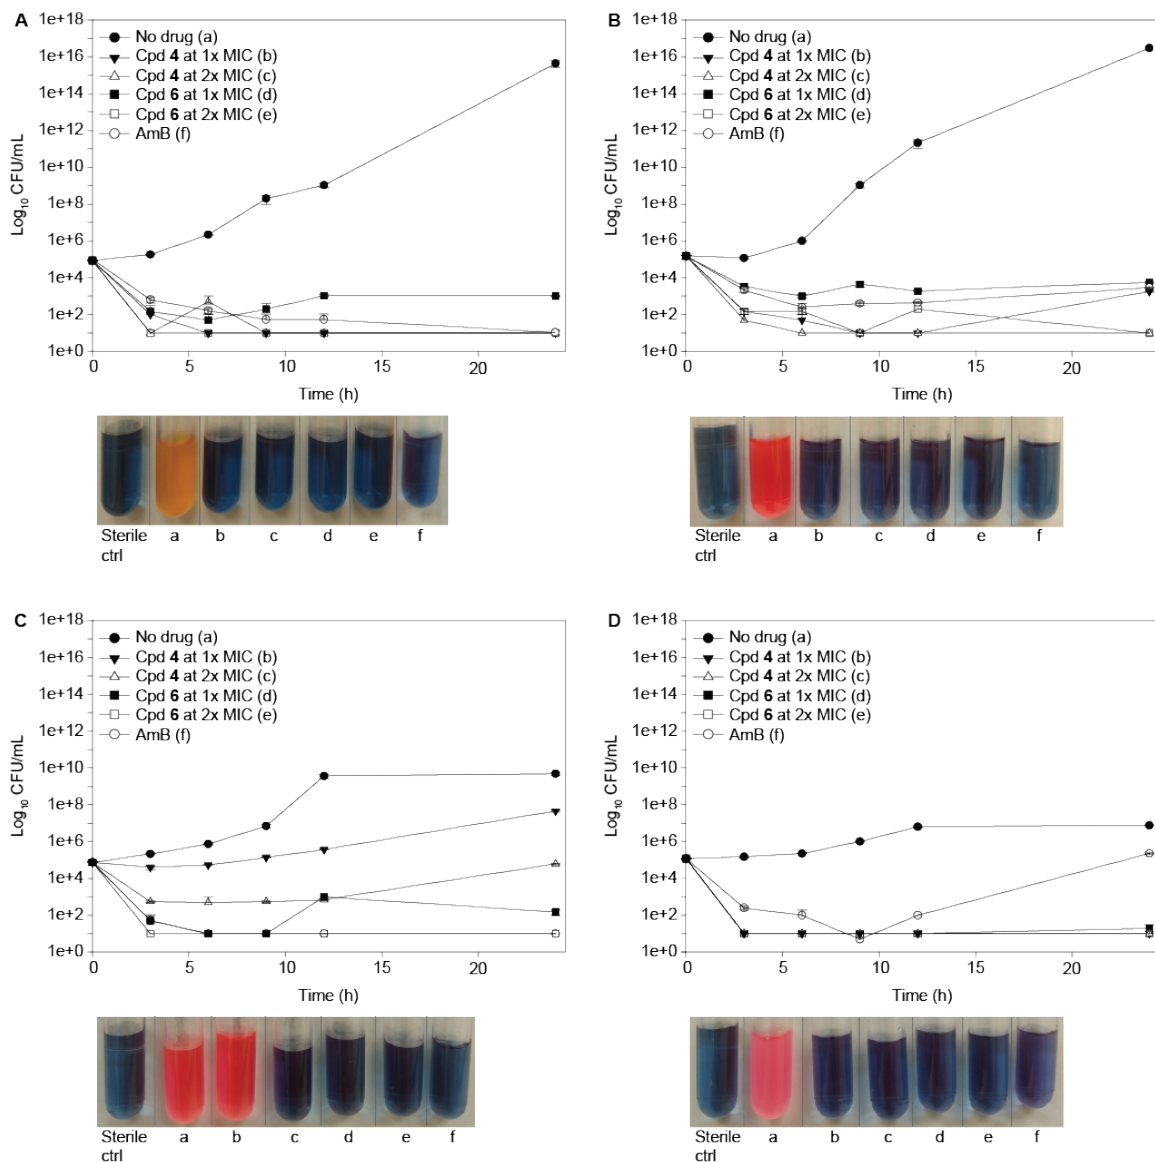 A
1e+18
1e+16
1e+14
1e+12
1e+10
1e+8
1e+6
1e+4
1e+2
1e+0
Log10 CFU/mL
No drug (a)
Cpd 4 at 1x MIC (b)
Cpd 4 at 2x MIC (c)
Cpd 6 at 1x MIC (d)
Cpd 6 at 2x MIC (e)
AmB (f)
0 5 10 15 20
Time (h)
Sterile ctrl a b c d e f
B
1e+18
1e+16
1e+14
1e+12
1e+10
1e+8
1e+6
1e+4
1e+2
1e+0
Log10 CFU/mL
No drug (a)
Cpd 4 at 1x MIC (b)
Cpd 4 at 2x MIC (c)
Cpd 6 at 1x MIC (d)
Cpd 6 at 2x MIC (e)
AmB (f)
0 5 10 15 20
Time (h)
Sterile ctrl a b c d e f
C
1e+18
1e+16
1e+14
1e+12
1e+10
1e+8
1e+6
1e+4
1e+2
1e+0
Log10 CFU/mL
No drug (a)
Cpd 4 at 1x MIC (b)
Cpd 4 at 2x MIC (c)
Cpd 6 at 1x MIC (d)
Cpd 6 at 2x MIC (e)
AmB (f)
0 5 10 15 20
Time (h)
Sterile ctrl a b c d e f
D
1e+18
1e+16
1e+14
1e+12
1e+10
1e+8
1e+6
1e+4
1e+2
1e+0
Log10 CFU/mL
No drug (a)
Cpd 4 at 1x MIC (b)
Cpd 4 at 2x MIC (c)
Cpd 6 at 1x MIC (d)
Cpd 6 at 2x MIC (e)
AmB (f)
0 5 10 15 20
Time (h)
Sterile ctrl a b c d e f